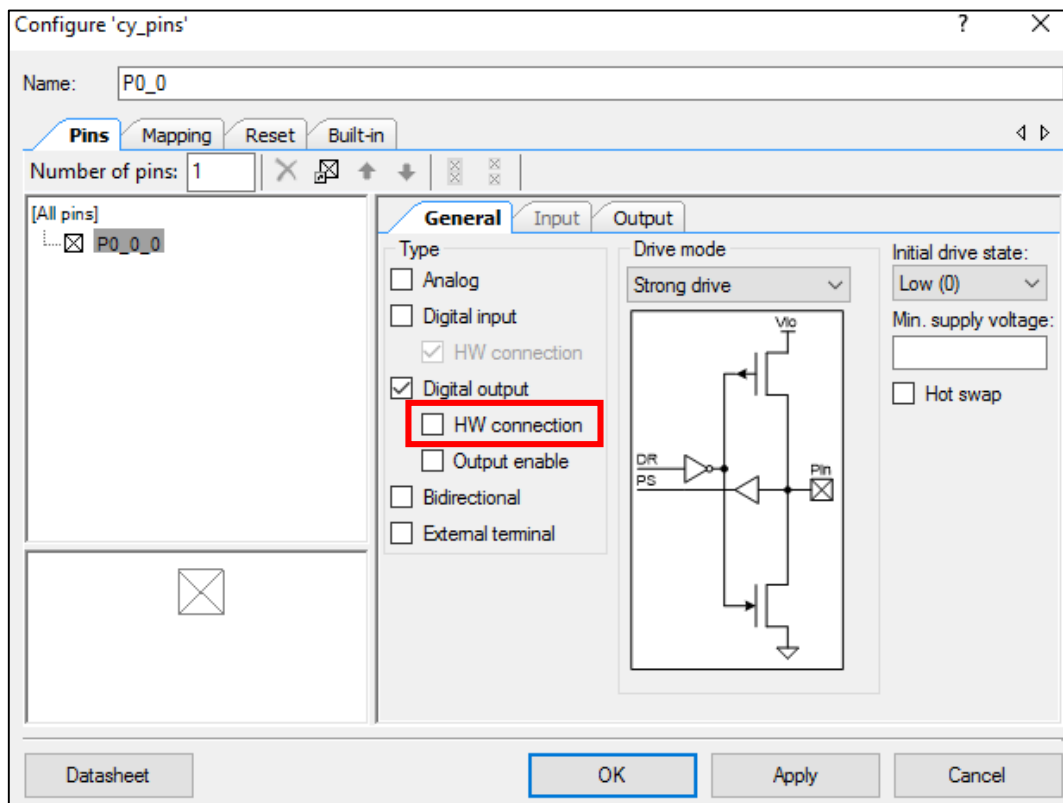 Configure 'cy_pins'
?
Name: P0_0
Pins Mapping Reset Built-in
Number of pins: 1
[All pins]
P0_0_0
General Input Output
Type
Analog
Digital input
HW connection
Digital output
HW connection
Output enable
Bidirectional
External terminal
Drive mode
Strong drive
Vio
DR
PS
Pin
Initial drive state:
Low (0)
Min. supply voltage:
Hot swap
Datasheet OK Apply Cancel